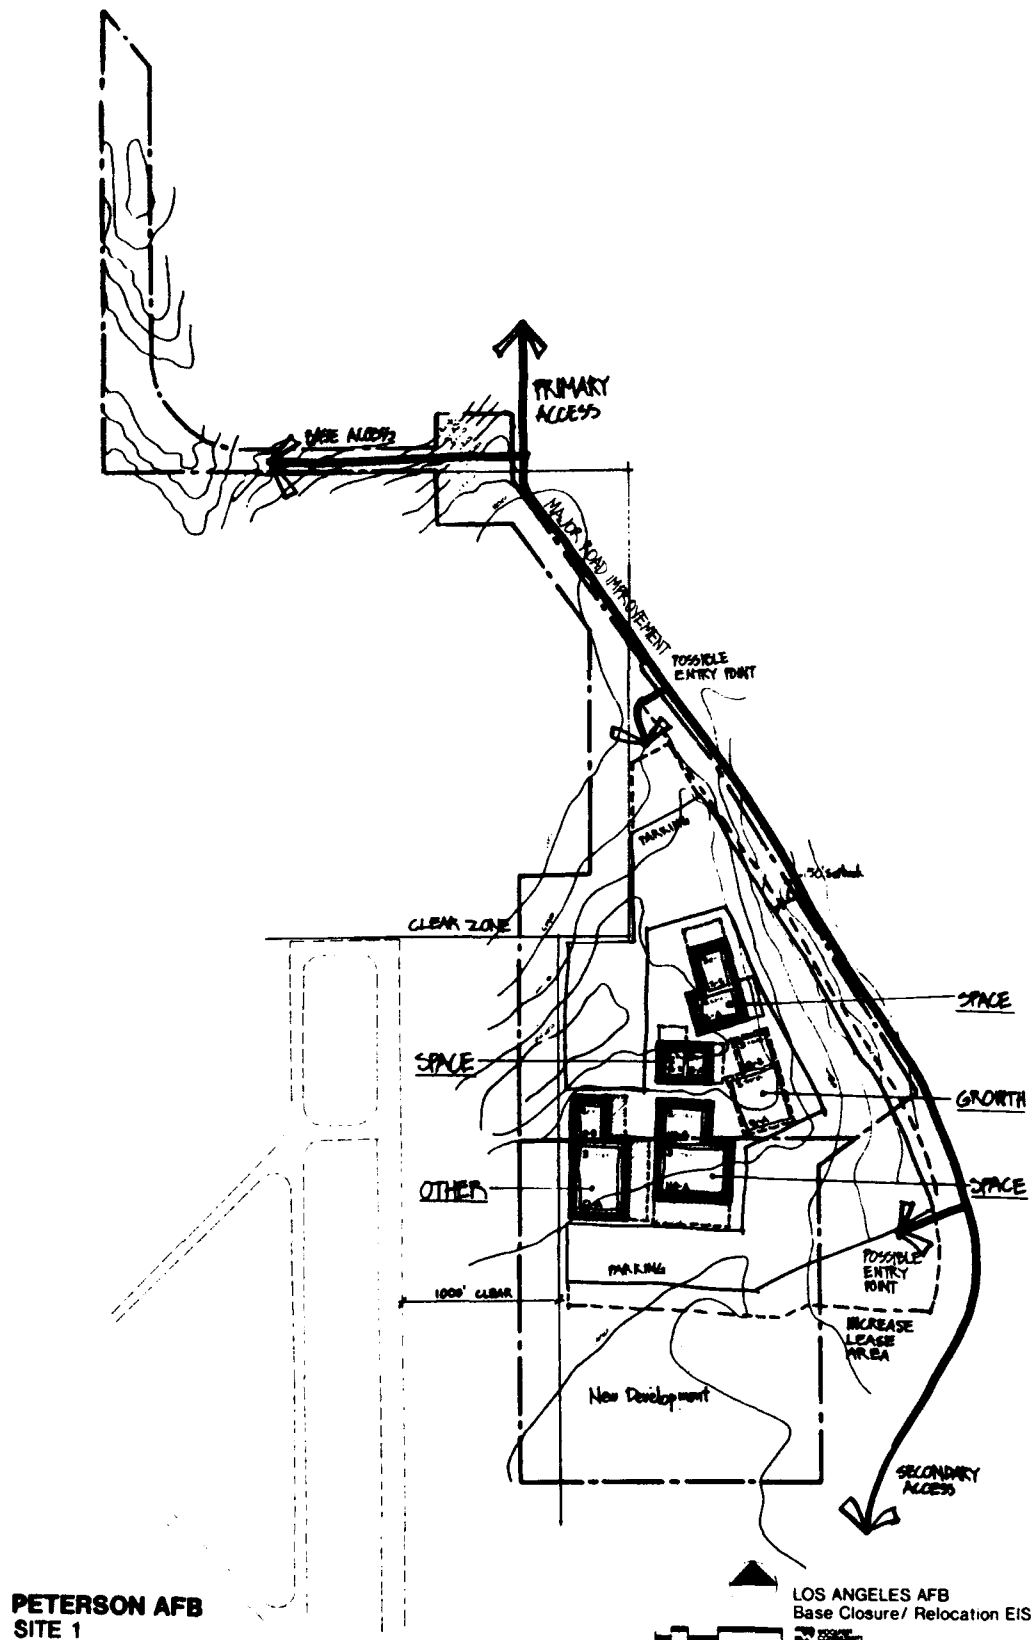 PRIMARY
ACCESS
BASE ACCESS
MAJOR ROAD IMPROVEMENT
POSSIBLE
ENTRY POINT
PARKING
50' setback
CLEAR ZONE
SPACE
SPACE
GROWTH
OTHER
SPACE
POSSIBLE
ENTRY
POINT
PARKING
1000' CLEAR
INCREASE
LEASE
AREA
New Development
SECONDARY
ACCESS
PETERSON AFB
SITE 1
LOS ANGELES AFB
Base Closure/ Relocation EIS